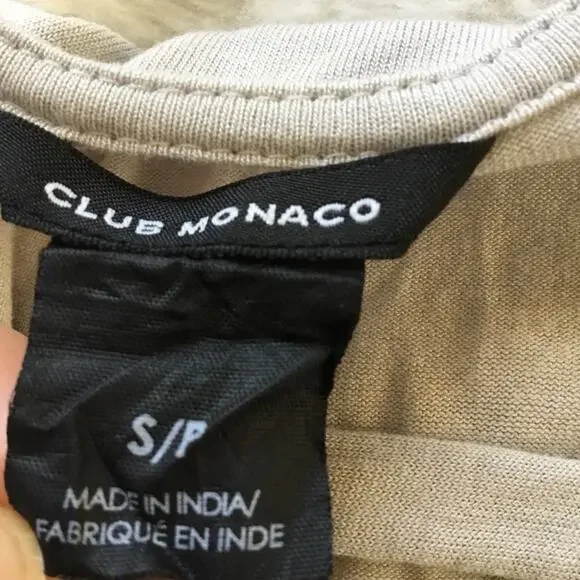 CLUB MONACO
S/P
MADE IN INDIA/
FABRIQUÉ EN INDE